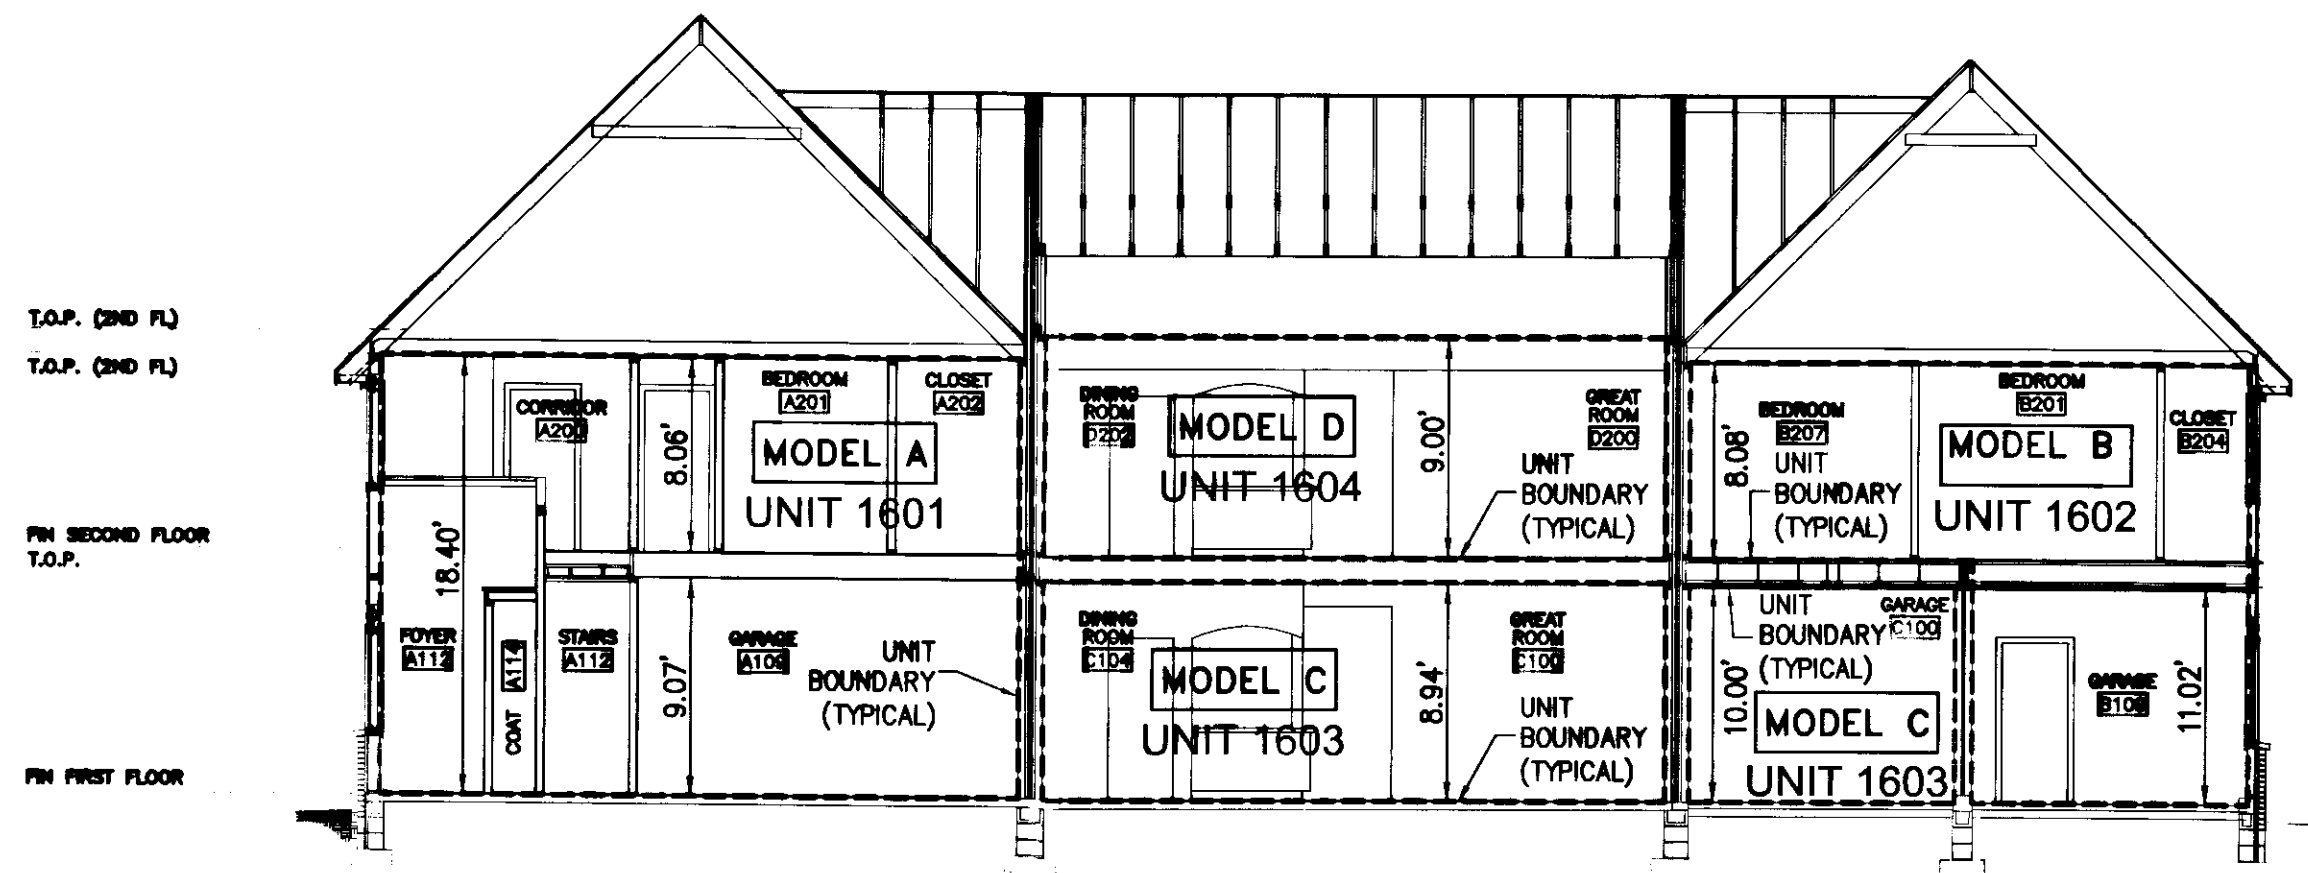 T.O.P. (2ND FL)
T.O.P. (2ND FL)
FIN SECOND FLOOR
T.O.P.
FIN FIRST FLOOR
CORRIDOR
A200
8.06'
BEDROOM
A201
CLOSET
A202
MODEL A
UNIT 1601
18.40'
FOYER
A112
COAT A114
STAIRS
A112
9.07'
GARAGE
A109
UNIT
BOUNDARY
(TYPICAL)
DINING
ROOM
D202
MODEL D
UNIT 1604
9.00'
GREAT
ROOM
D200
UNIT
BOUNDARY
(TYPICAL)
DINING
ROOM
C104
MODEL C
UNIT 1603
8.94'
GREAT
ROOM
C100
UNIT
BOUNDARY
(TYPICAL)
8.08'
BEDROOM
B207
UNIT
BOUNDARY
(TYPICAL)
BEDROOM
B201
MODEL B
UNIT 1602
CLOSET
B204
10.00'
UNIT
BOUNDARY
(TYPICAL)
GARAGE
C100
MODEL C
UNIT 1603
GARAGE
11.02'